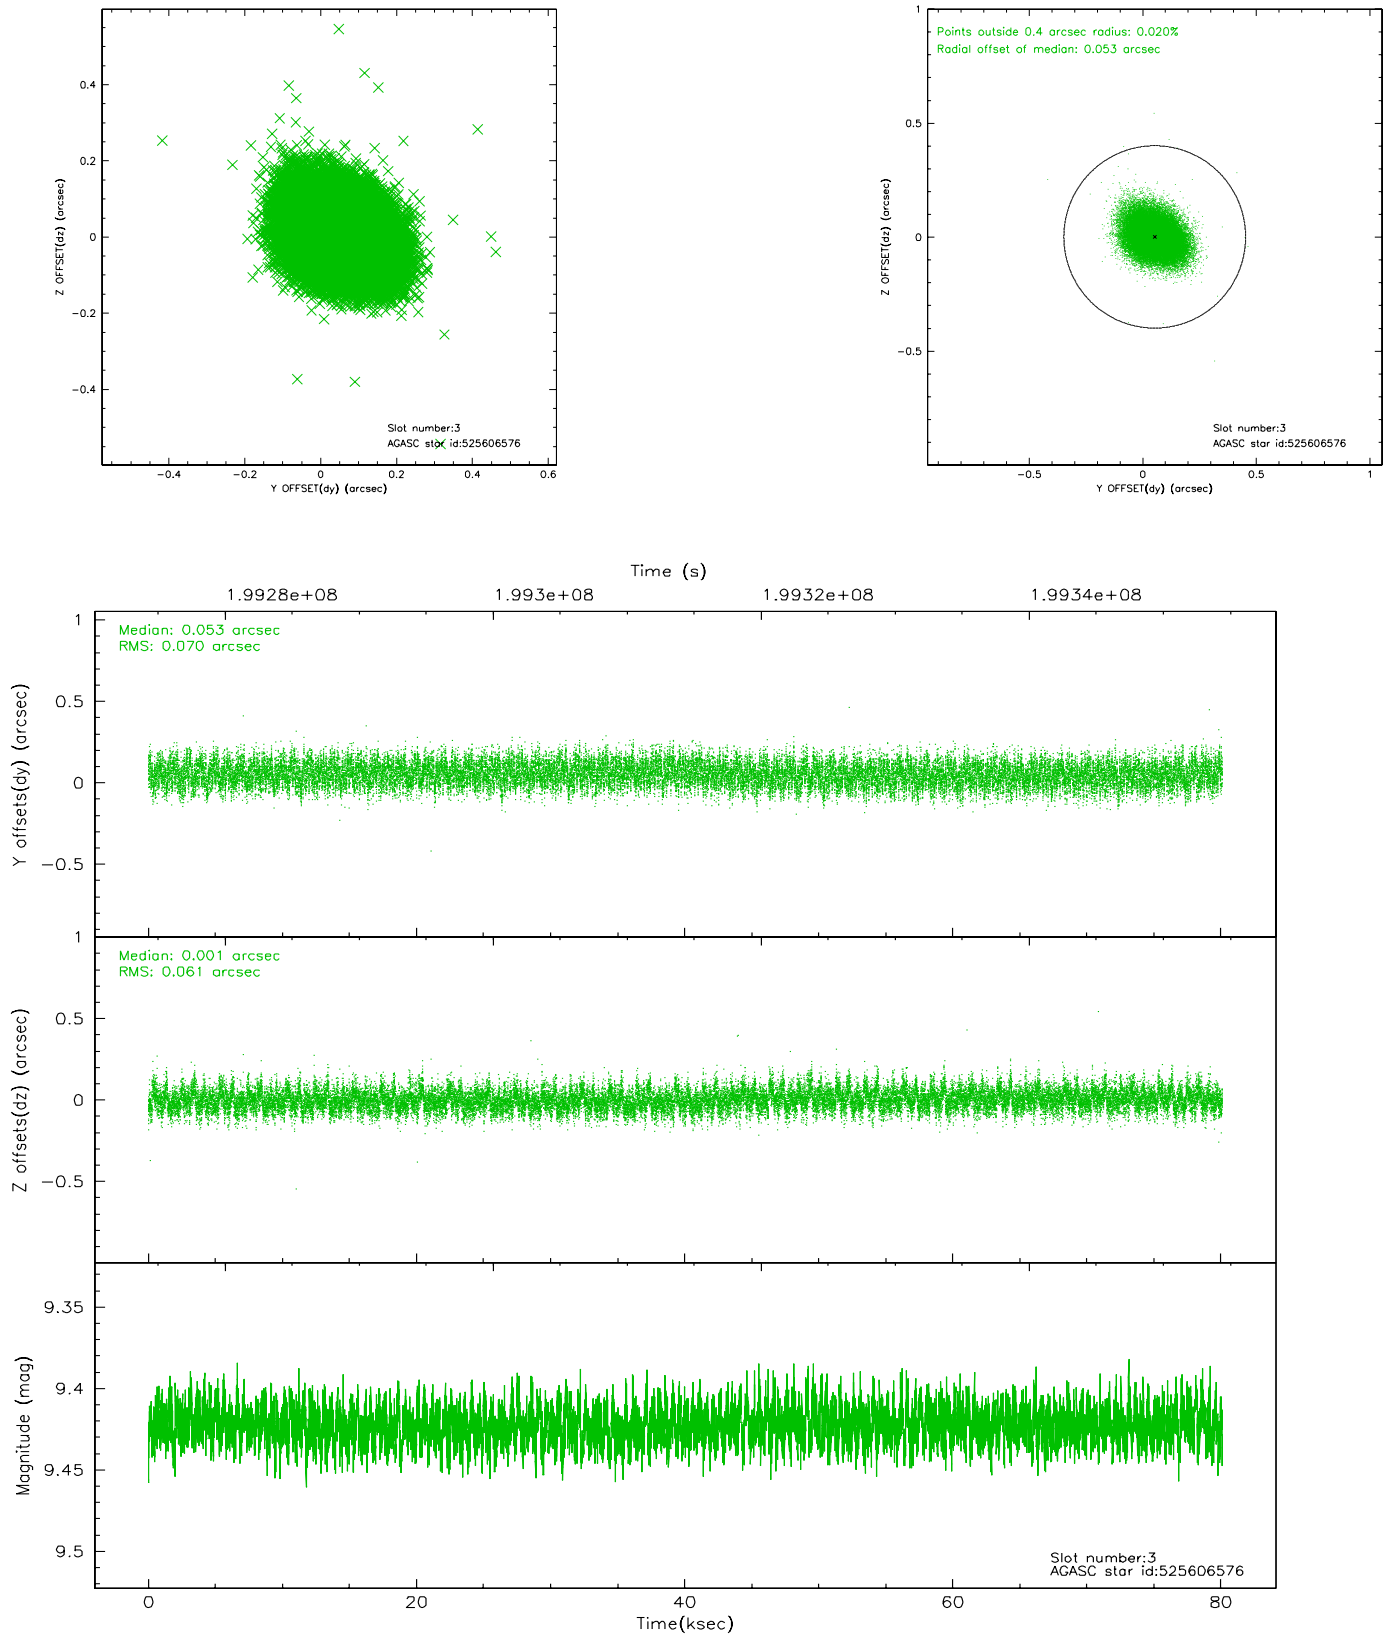 0.4
0.2
0
−0.2
−0.4
Z OFFSET(dz) (arcsec)
Slot number:3
AGASC star id:525606576
−0.4 −0.2 0 0.2 0.4 0.6
Y OFFSET(dy) (arcsec)
1
0.5
0
−0.5
Z OFFSET(dz) (arcsec)
Points outside 0.4 arcsec radius: 0.020%
Radial offset of median: 0.053 arcsec
Slot number:3
AGASC star id:525606576
−0.5 0 0.5 1
Y OFFSET(dy) (arcsec)
Time (s)
1.9928e+08 1.993e+08 1.9932e+08 1.9934e+08
1
0.5
0
−0.5
Y offsets(dy) (arcsec)
Median: 0.053 arcsec
RMS: 0.070 arcsec
1
0.5
0
−0.5
Z offsets(dz) (arcsec)
Median: 0.001 arcsec
RMS: 0.061 arcsec
9.35
9.4
9.45
9.5
Magnitude (mag)
Slot number:3
AGASC star id:525606576
0 20 40 60 80
Time(ksec)